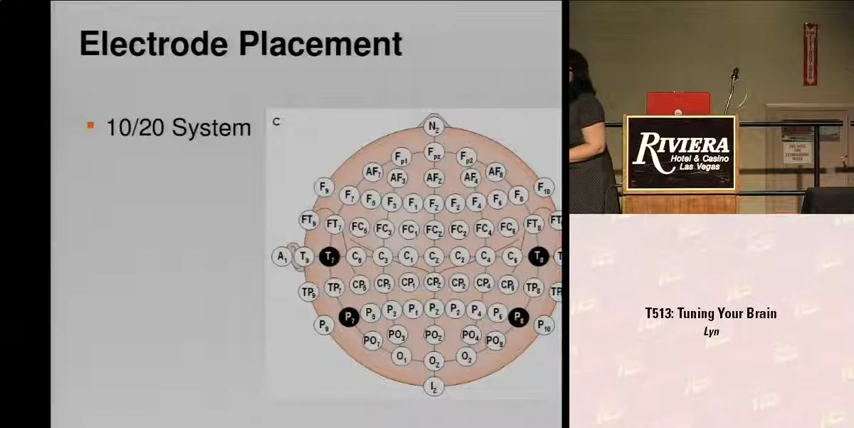 Electrode Placement
10/20 System
C
Nz
Fp1 Fpz Fp2
AF7 AF3 AFz AF4 AF8
F9 F7 F5 F3 F1 Fz F2 F4 F6 F8 F10
FT9 FT7 FC5 FC3 FC1 FCz FC2 FC4 FC6 FT8
A1 T9 T7 C5 C3 C1 Cz C2 C4 C6 T8
TP9 TP7 CP5 CP3 CP1 CPz CP2 CP4 CP6 TP8
P9 P7 P5 P3 P1 Pz P2 P4 P6 P8 P10
PO7 PO3 POz PO4 PO8
O1 Oz O2
Iz
RIVIERA
Hotel & Casino
Las Vegas
T513: Tuning Your Brain
Lyn